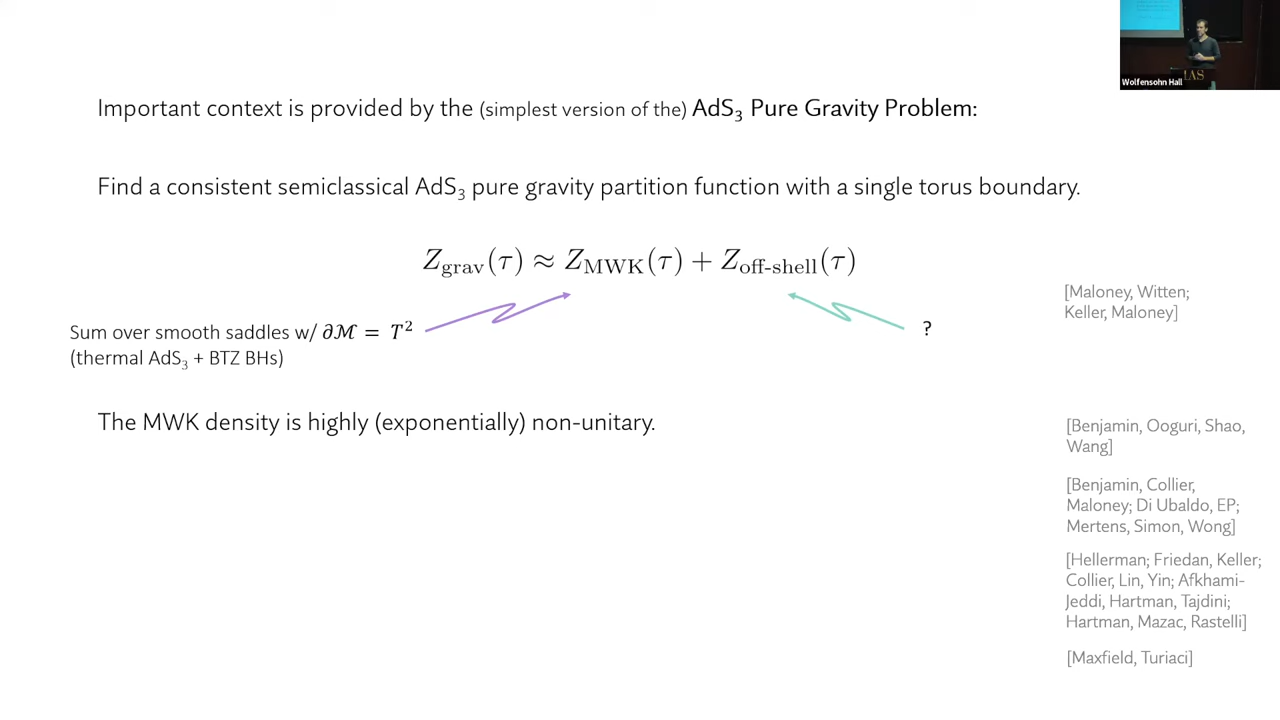 Wolfensohn Hall
IAS
Important context is provided by the (simplest version of the) AdS₃ Pure Gravity Problem:
Find a consistent semiclassical AdS₃ pure gravity partition function with a single torus boundary.
Z_grav(τ) ≈ Z_MWK(τ) + Z_off-shell(τ)
[Maloney, Witten;
Keller, Maloney]
Sum over smooth saddles w/ ∂ℳ = T²
(thermal AdS₃ + BTZ BHs)
?
The MWK density is highly (exponentially) non-unitary.
[Benjamin, Ooguri, Shao,
Wang]
[Benjamin, Collier,
Maloney; Di Ubaldo, EP;
Mertens, Simon, Wong]
[Hellerman; Friedan, Keller;
Collier, Lin, Yin; Afkhami-
Jeddi, Hartman, Tajdini;
Hartman, Mazac, Rastelli]
[Maxfield, Turiaci]